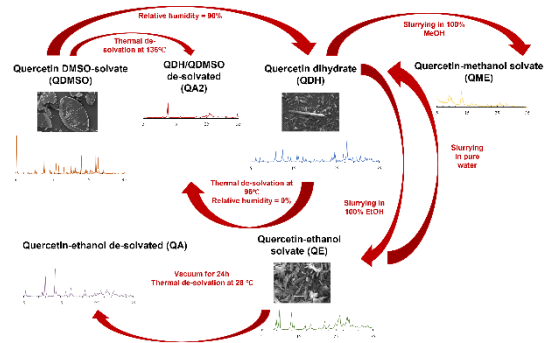 Relative humidity = 90%
Slurrying in 100%
MeOH
Thermal de-
solvation at 135℃
Quercetin DMSO-solvate
(QDMSO)
QDH/QDMSO
de-solvated
(QA2)
Quercetin dihydrate
(QDH)
Quercetin-methanol solvate
(QME)
Slurrying
in pure
water
Thermal de-solvation at
96℃
Relative humidity = 0%
Slurrying in
100% EtOH
Quercetin-ethanol de-solvated (QA)
Quercetin-ethanol
solvate (QE)
Vacuum for 24h
Thermal de-solvation at 28 ℃